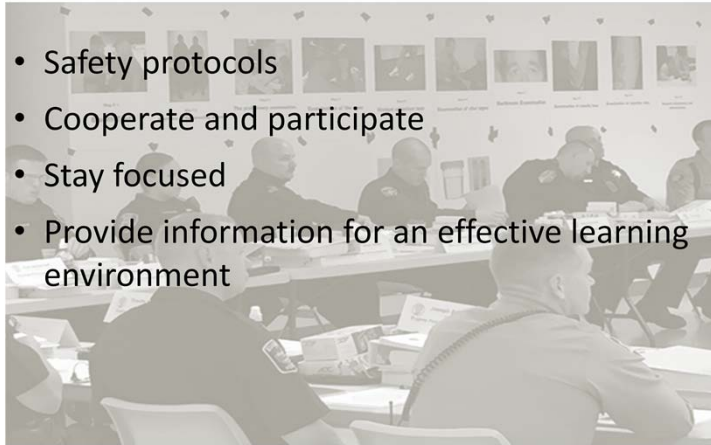 • Safety protocols
• Cooperate and participate
• Stay focused
• Provide information for an effective learning
environment